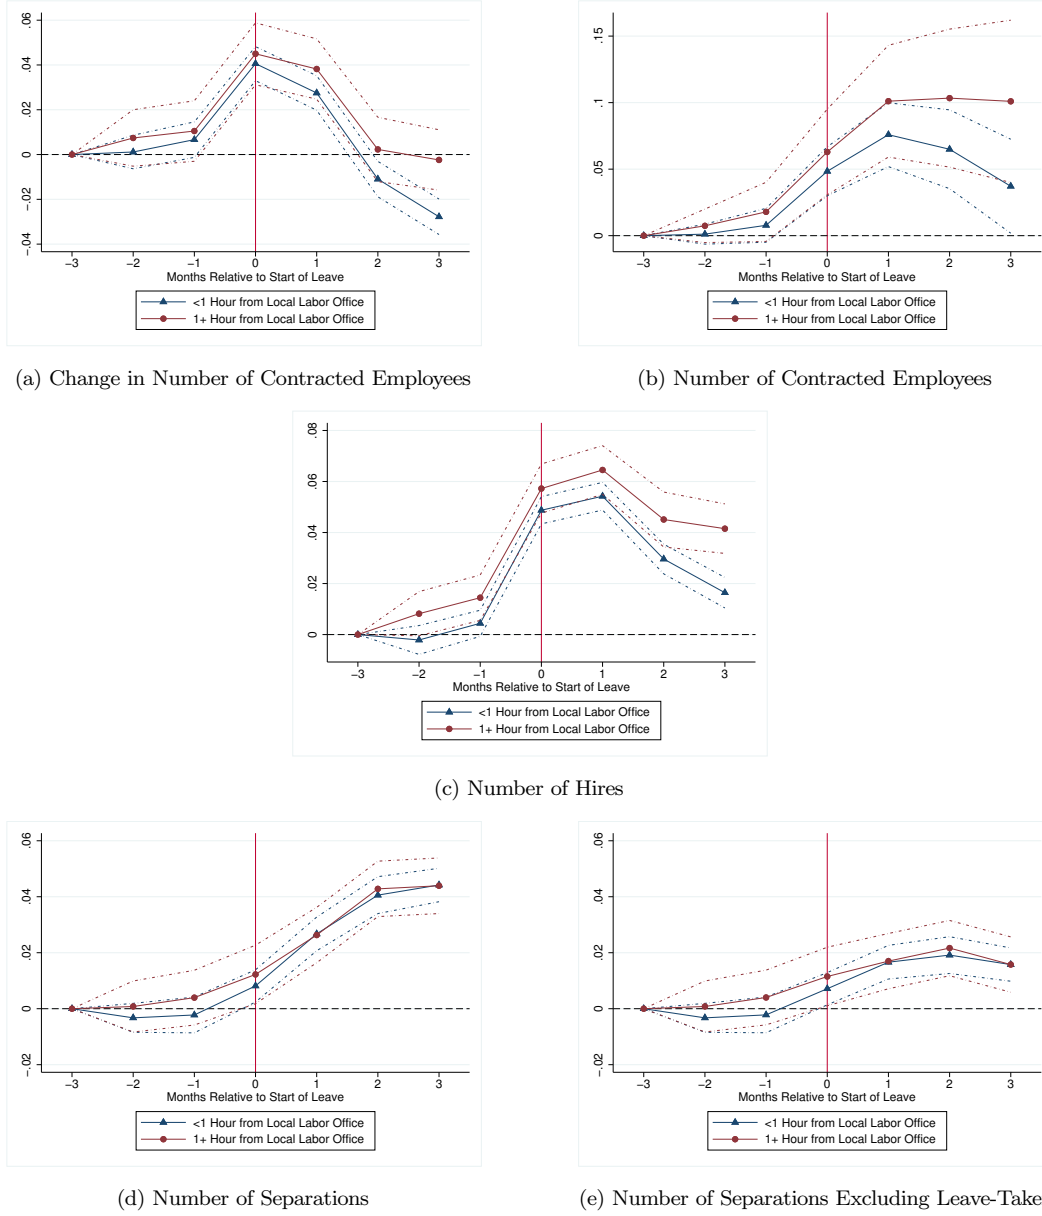 .06
.04
.02
0
-.02
-.04
-3 -2 -1 0 1 2 3
Months Relative to Start of Leave
<1 Hour from Local Labor Office
1+ Hour from Local Labor Office
(a) Change in Number of Contracted Employees
.15
.1
.05
0
-3 -2 -1 0 1 2 3
Months Relative to Start of Leave
<1 Hour from Local Labor Office
1+ Hour from Local Labor Office
(b) Number of Contracted Employees
.08
.06
.04
.02
0
-3 -2 -1 0 1 2 3
Months Relative to Start of Leave
<1 Hour from Local Labor Office
1+ Hour from Local Labor Office
(c) Number of Hires
.06
.04
.02
0
-.02
-3 -2 -1 0 1 2 3
Months Relative to Start of Leave
<1 Hour from Local Labor Office
1+ Hour from Local Labor Office
(d) Number of Separations
.06
.04
.02
0
-.02
-3 -2 -1 0 1 2 3
Months Relative to Start of Leave
<1 Hour from Local Labor Office
1+ Hour from Local Labor Office
(e) Number of Separations Excluding Leave-Take